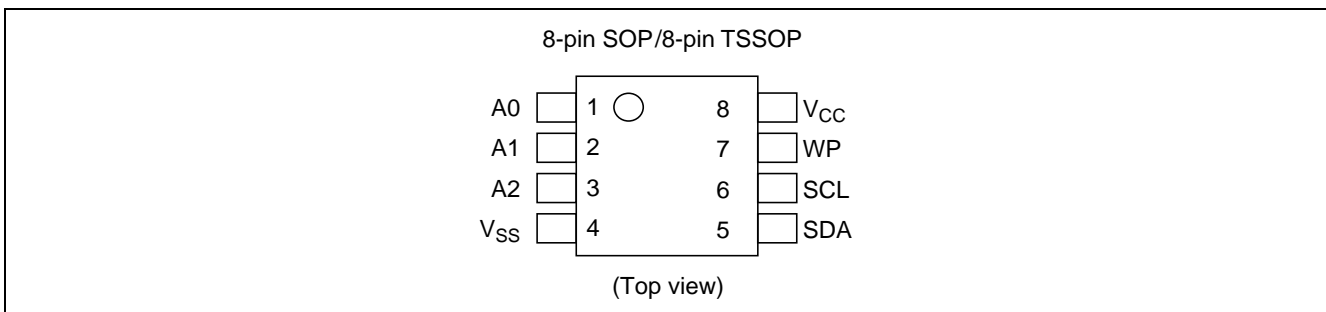 8-pin SOP/8-pin TSSOP
A0 1 8 VCC
A1 2 7 WP
A2 3 6 SCL
VSS 4 5 SDA
(Top view)